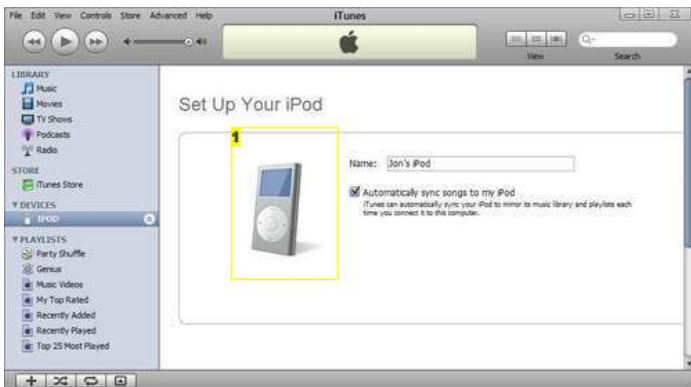 File Edit View Controls Store Advanced Help
iTunes
View
Q- Search
LIBRARY
Music
Movies
TV Shows
Podcasts
Radio
STORE
iTunes Store
DEVICES
IPOD
PLAYLISTS
Party Shuffle
Genius
Music Videos
My Top Rated
Recently Added
Recently Played
Top 25 Most Played
Set Up Your iPod
1
Name: Jon's iPod
Automatically sync songs to my iPod
iTunes can automatically sync your iPod to mirror its music library and playlists each
time you connect it to this computer.